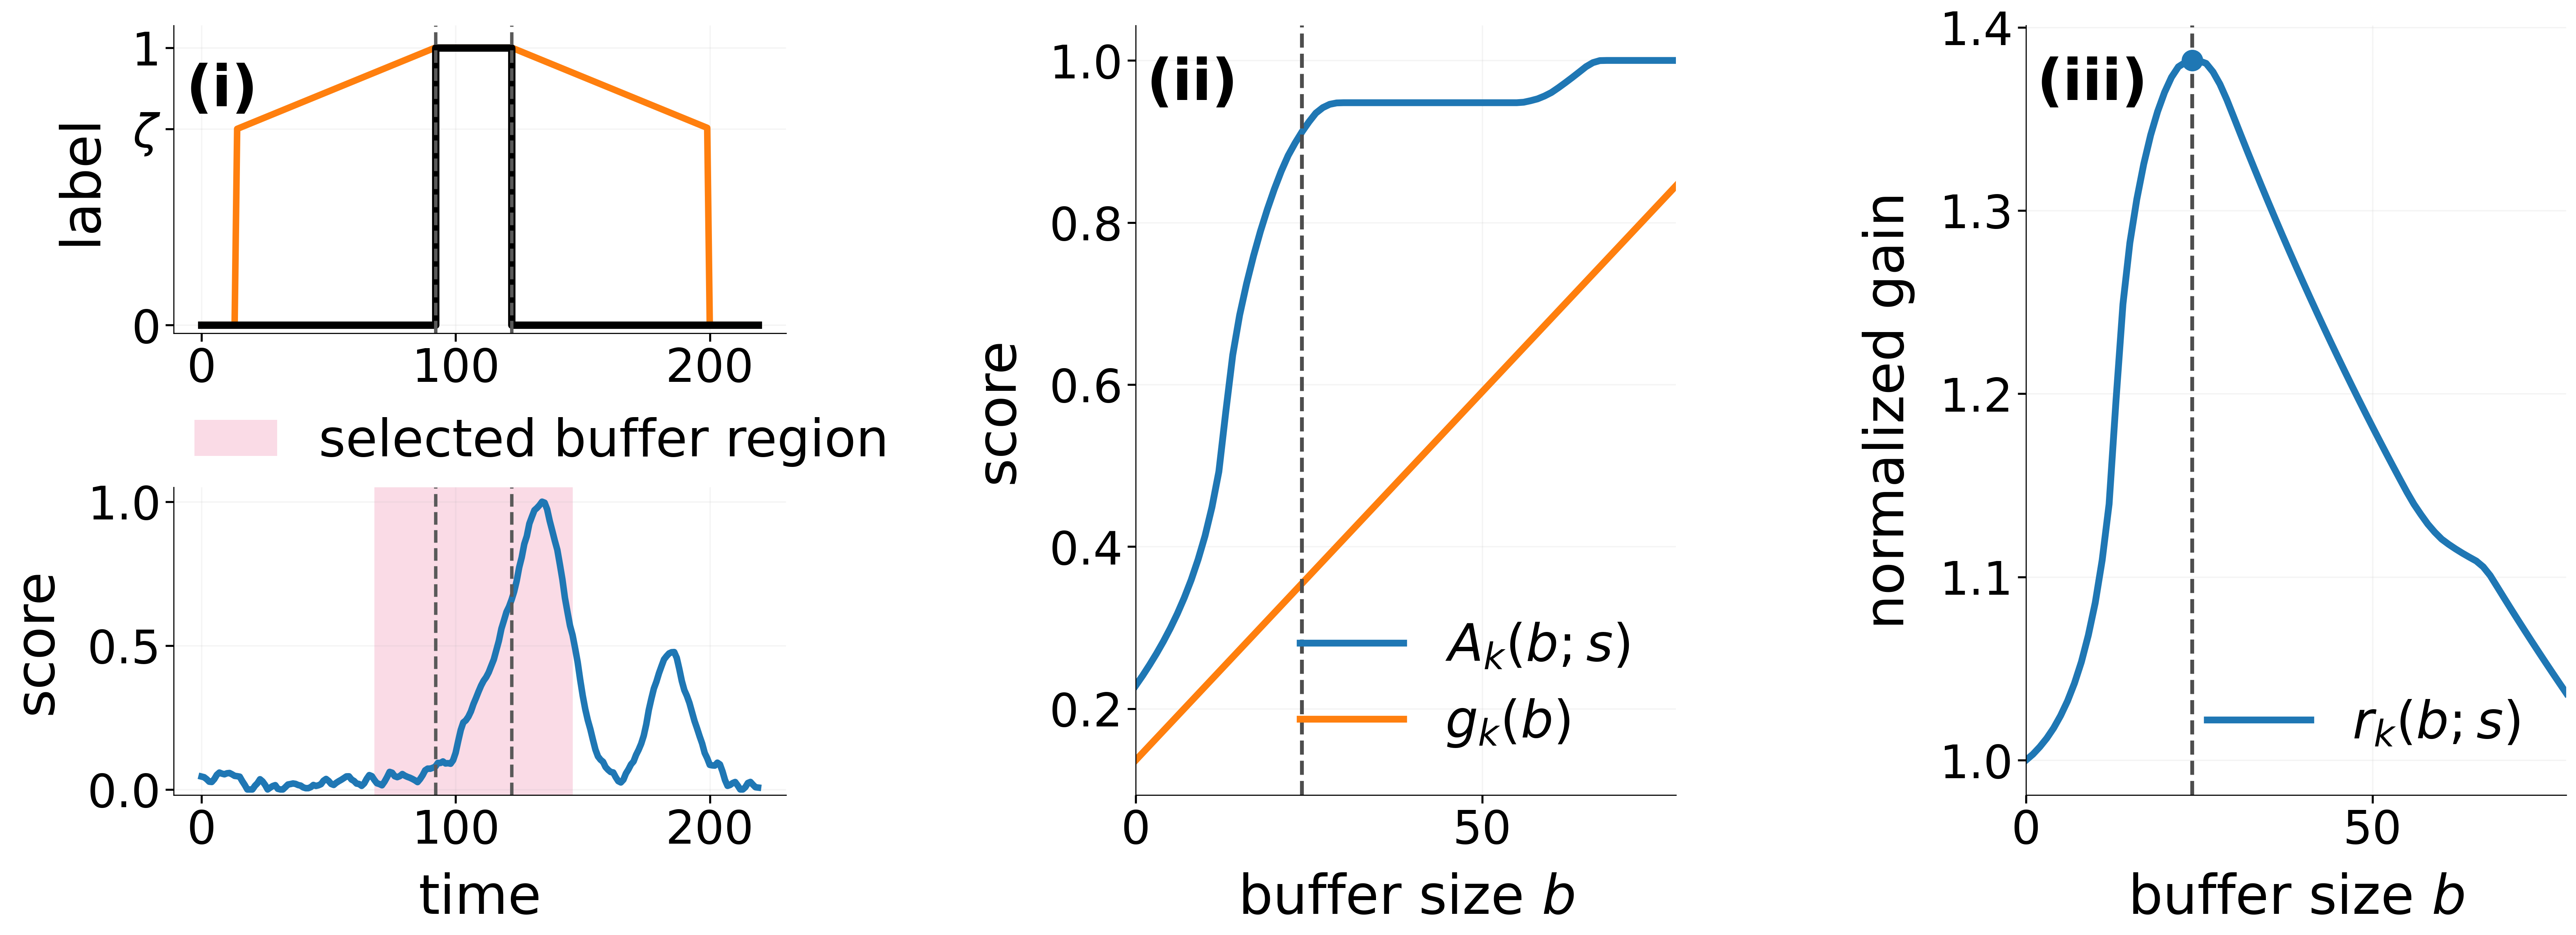 (i)
label
1
ζ
0
0 100 200
selected buffer region
score
1.0
0.5
0.0
0 100 200
time
(ii)
score
1.0
0.8
0.6
0.4
0.2
A_k(b; s)
g_k(b)
0 50
buffer size b
(iii)
normalized gain
1.4
1.3
1.2
1.1
1.0
r_k(b; s)
0 50
buffer size b